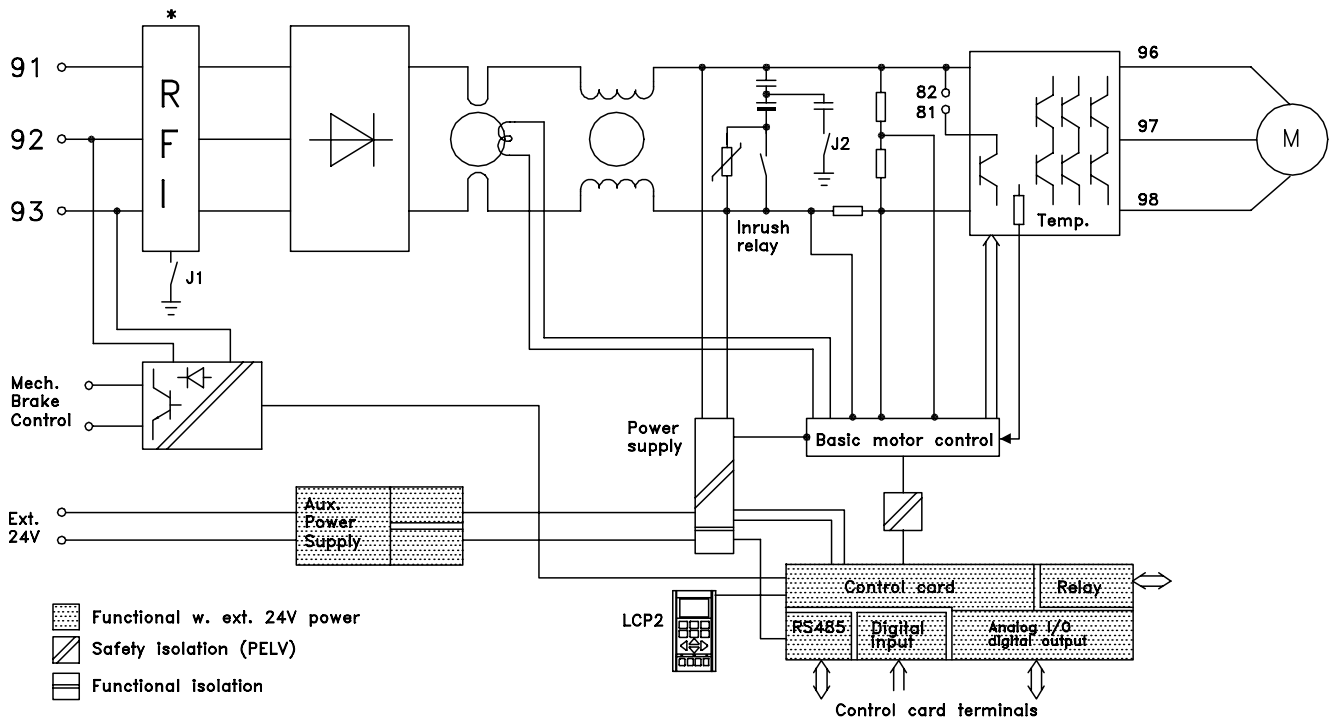 *
91
92
93
R
F
I
J1
82
81
J2
Inrush
relay
Temp.
96
97
98
M
Mech.
Brake
Control
Power
supply
Basic motor control
Ext.
24V
Aux.
Power
Supply
Control card
Relay
LCP2
RS485
Digital
input
Analog I/O
digital output
Control card terminals
Functional w. ext. 24V power
Safety isolation (PELV)
Functional isolation